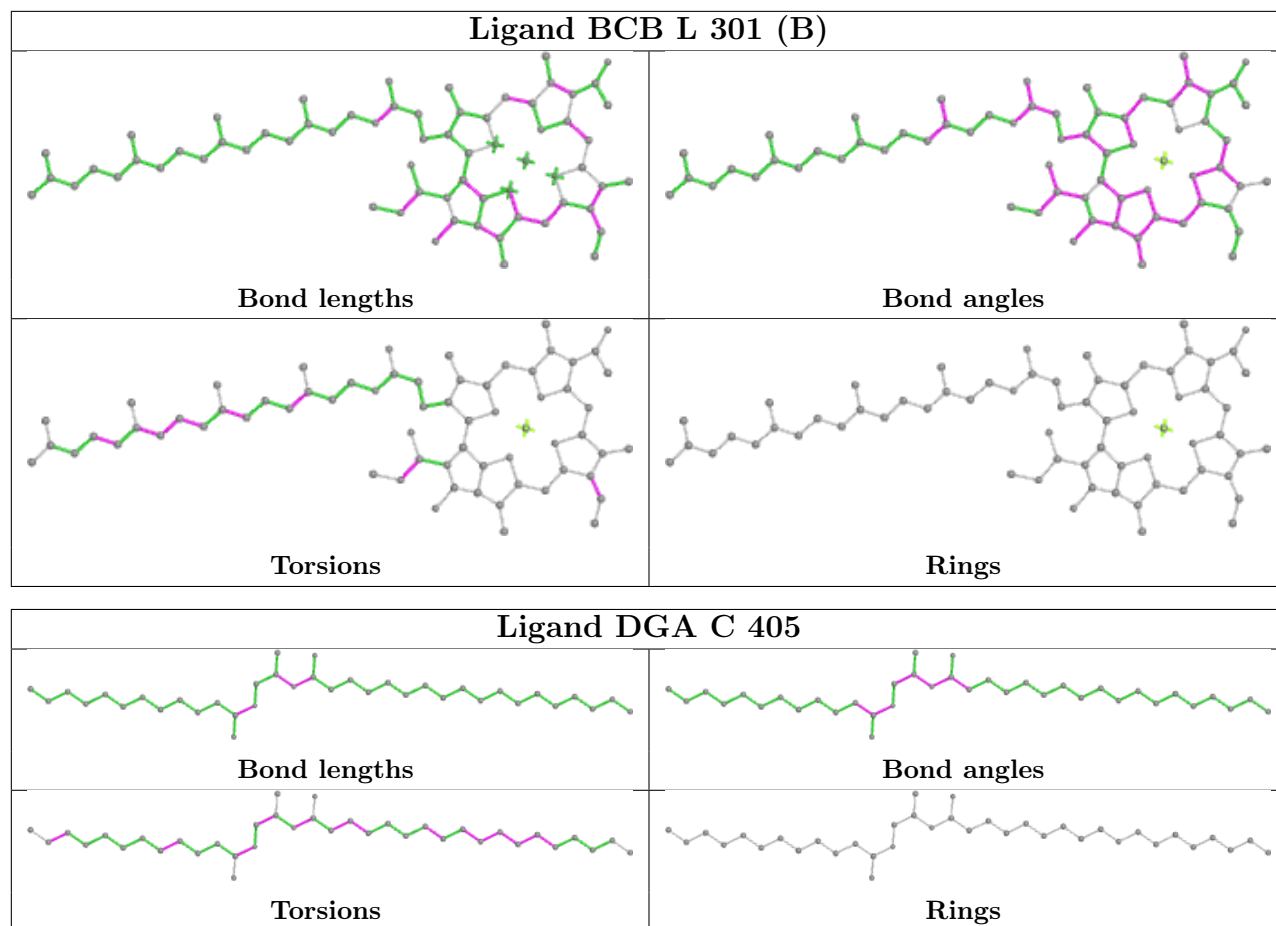 Ligand BCB L 301 (B)
Bond lengths
Bond angles
Torsions
Rings
Ligand DGA C 405
Bond lengths
Bond angles
Torsions
Rings